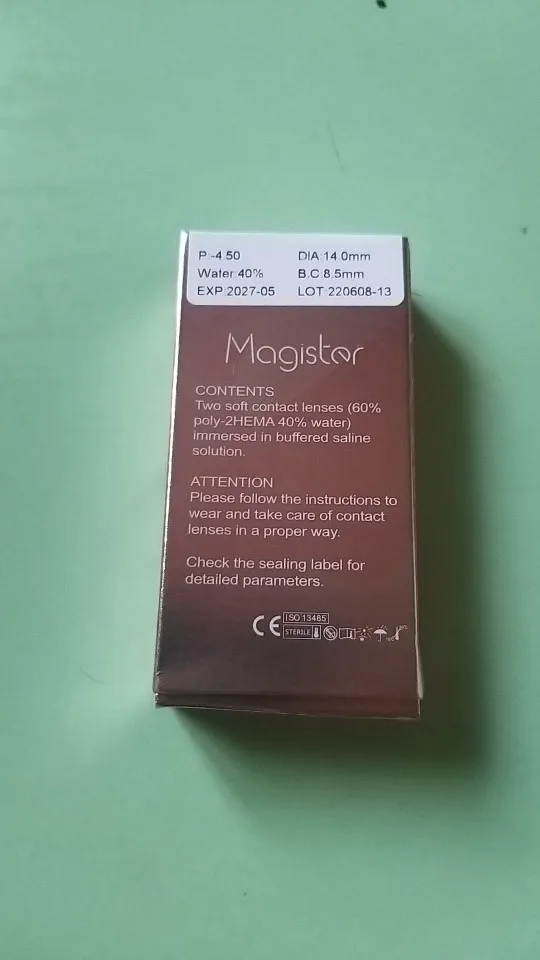 P:-4.50 DIA:14.0mm
Water:40% B.C:8.5mm
EXP:2027-05 LOT:220608-13
Magister
CONTENTS
Two soft contact lenses (60%
poly-2HEMA 40% water)
immersed in buffered saline
solution.
ATTENTION
Please follow the instructions to
wear and take care of contact
lenses in a proper way.
Check the sealing label for
detailed parameters.
CE ISO 13485
STERILE